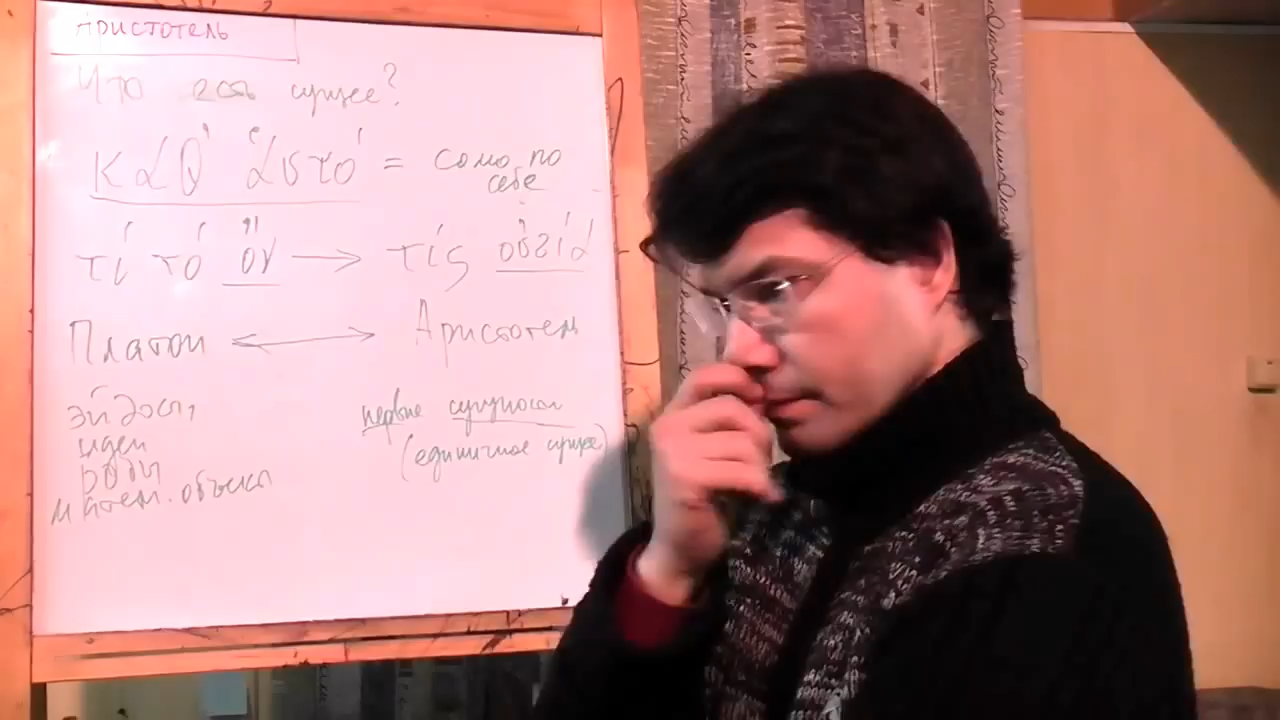 Аристотель
Что есть сущее?
καθ' αὑτό = само по
себе
τί τὸ ὄν → τίς οὐσία
Платон ↔ Аристотель
эйдосы,
идеи
роды
матем. объекты
первые сущности
(единичное сущее)